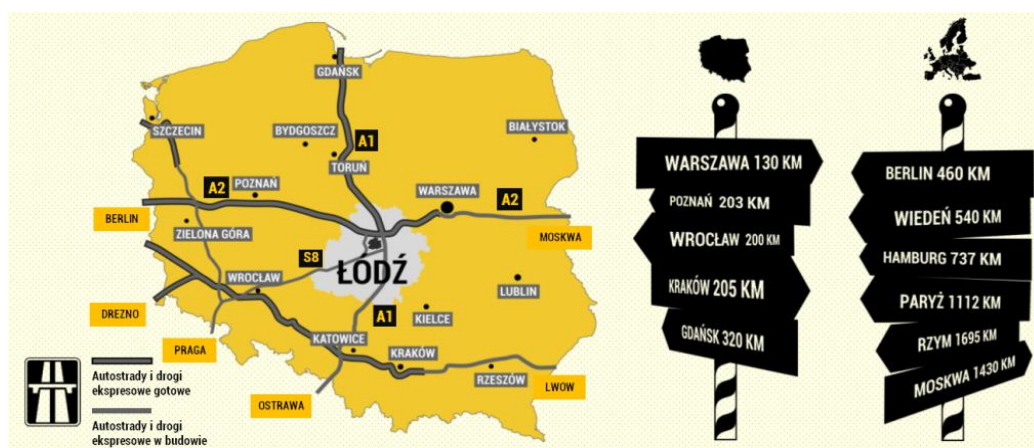 GDAŃSK
SZCZECIN
BYDGOSZCZ
A1
BIAŁYSTOK
TORUŃ
A2
POZNAŃ
WARSZAWA
A2
BERLIN
ZIELONA GÓRA
MOSKWA
S8
ŁÓDŹ
WROCŁAW
LUBLIN
DREZNO
A1
KIELCE
KATOWICE
PRAGA
KRAKÓW
RZESZÓW
LWOW
OSTRAWA
Autostrady i drogi
ekspresowe gotowe
Autostrady i drogi
ekspresowe w budowie
WARSZAWA 130 KM
POZNAŃ 203 KM
WROCŁAW 200 KM
KRAKÓW 205 KM
GDAŃSK 320 KM
BERLIN 460 KM
WIEDEŃ 540 KM
HAMBURG 737 KM
PARYŻ 1112 KM
RZYM 1695 KM
MOSKWA 1430 KM